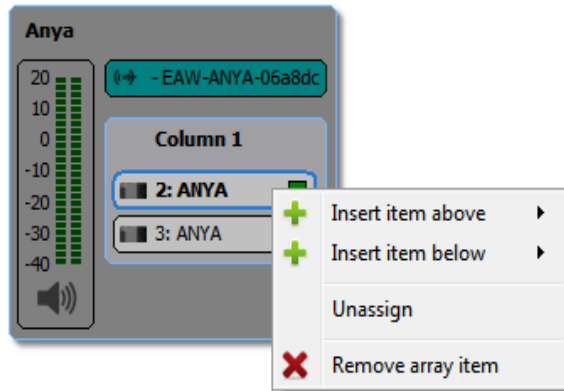 Anya
20
10
0
-10
-20
-30
-40
- EAW-ANYA-06a8dc
Column 1
2: ANYA
3: ANYA
Insert item above
Insert item below
Unassign
Remove array item